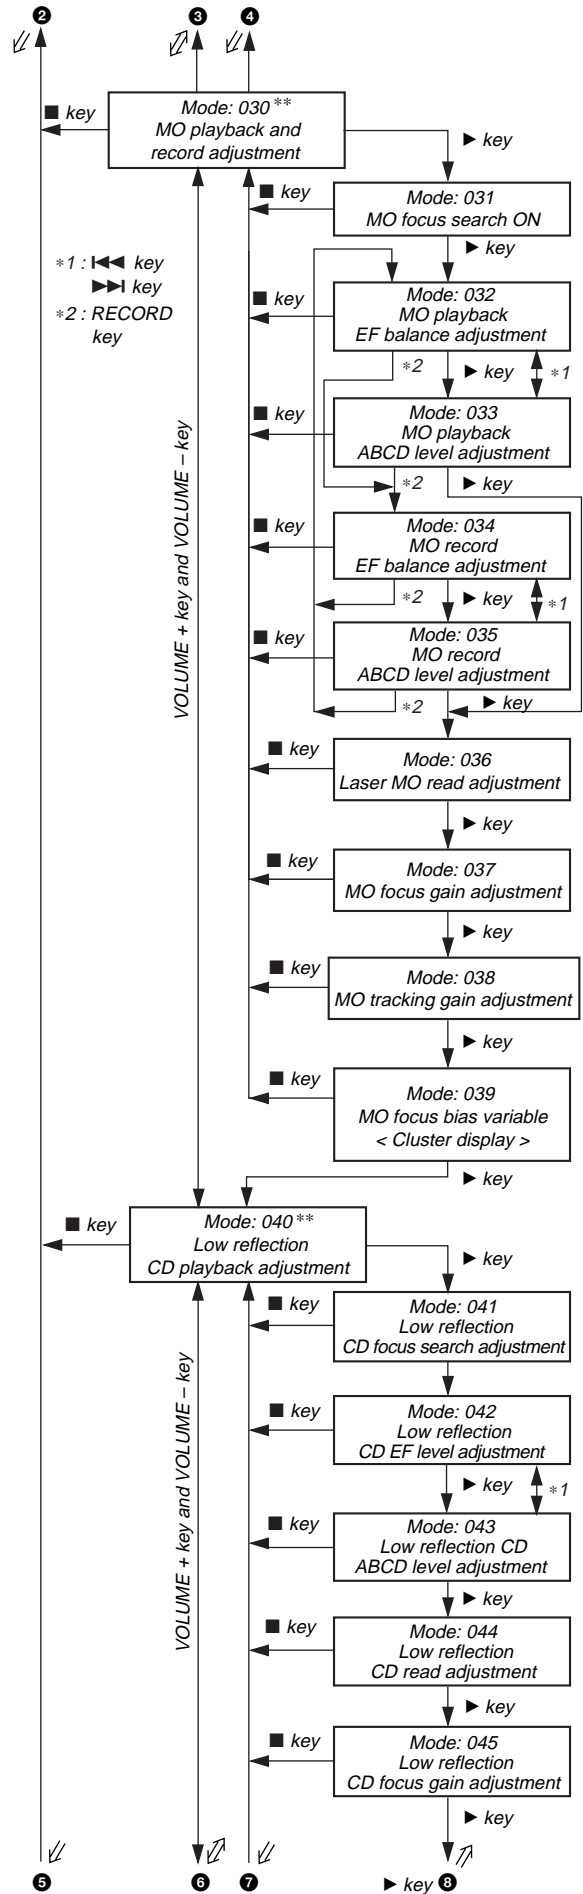 ❷ ❸ ❹
Mode: 030 **
MO playback and
record adjustment
■ key
► key
Mode: 031
MO focus search ON
■ key
► key
*1 : |◄◄ key
►►| key
*2 : RECORD
key
Mode: 032
MO playback
EF balance adjustment
■ key
*2
► key
*1
Mode: 033
MO playback
ABCD level adjustment
■ key
*2
► key
Mode: 034
MO record
EF balance adjustment
■ key
*2
► key
*1
Mode: 035
MO record
ABCD level adjustment
■ key
*2
► key
VOLUME + key and VOLUME – key
Mode: 036
Laser MO read adjustment
■ key
► key
Mode: 037
MO focus gain adjustment
■ key
► key
Mode: 038
MO tracking gain adjustment
■ key
► key
Mode: 039
MO focus bias variable
< Cluster display >
■ key
► key
Mode: 040 **
Low reflection
CD playback adjustment
■ key
► key
Mode: 041
Low reflection
CD focus search adjustment
■ key
Mode: 042
Low reflection
CD EF level adjustment
■ key
► key
*1
Mode: 043
Low reflection CD
ABCD level adjustment
■ key
► key
VOLUME + key and VOLUME – key
Mode: 044
Low reflection
CD read adjustment
■ key
► key
Mode: 045
Low reflection
CD focus gain adjustment
■ key
► key
❺ ❻ ❼ ► key ❽